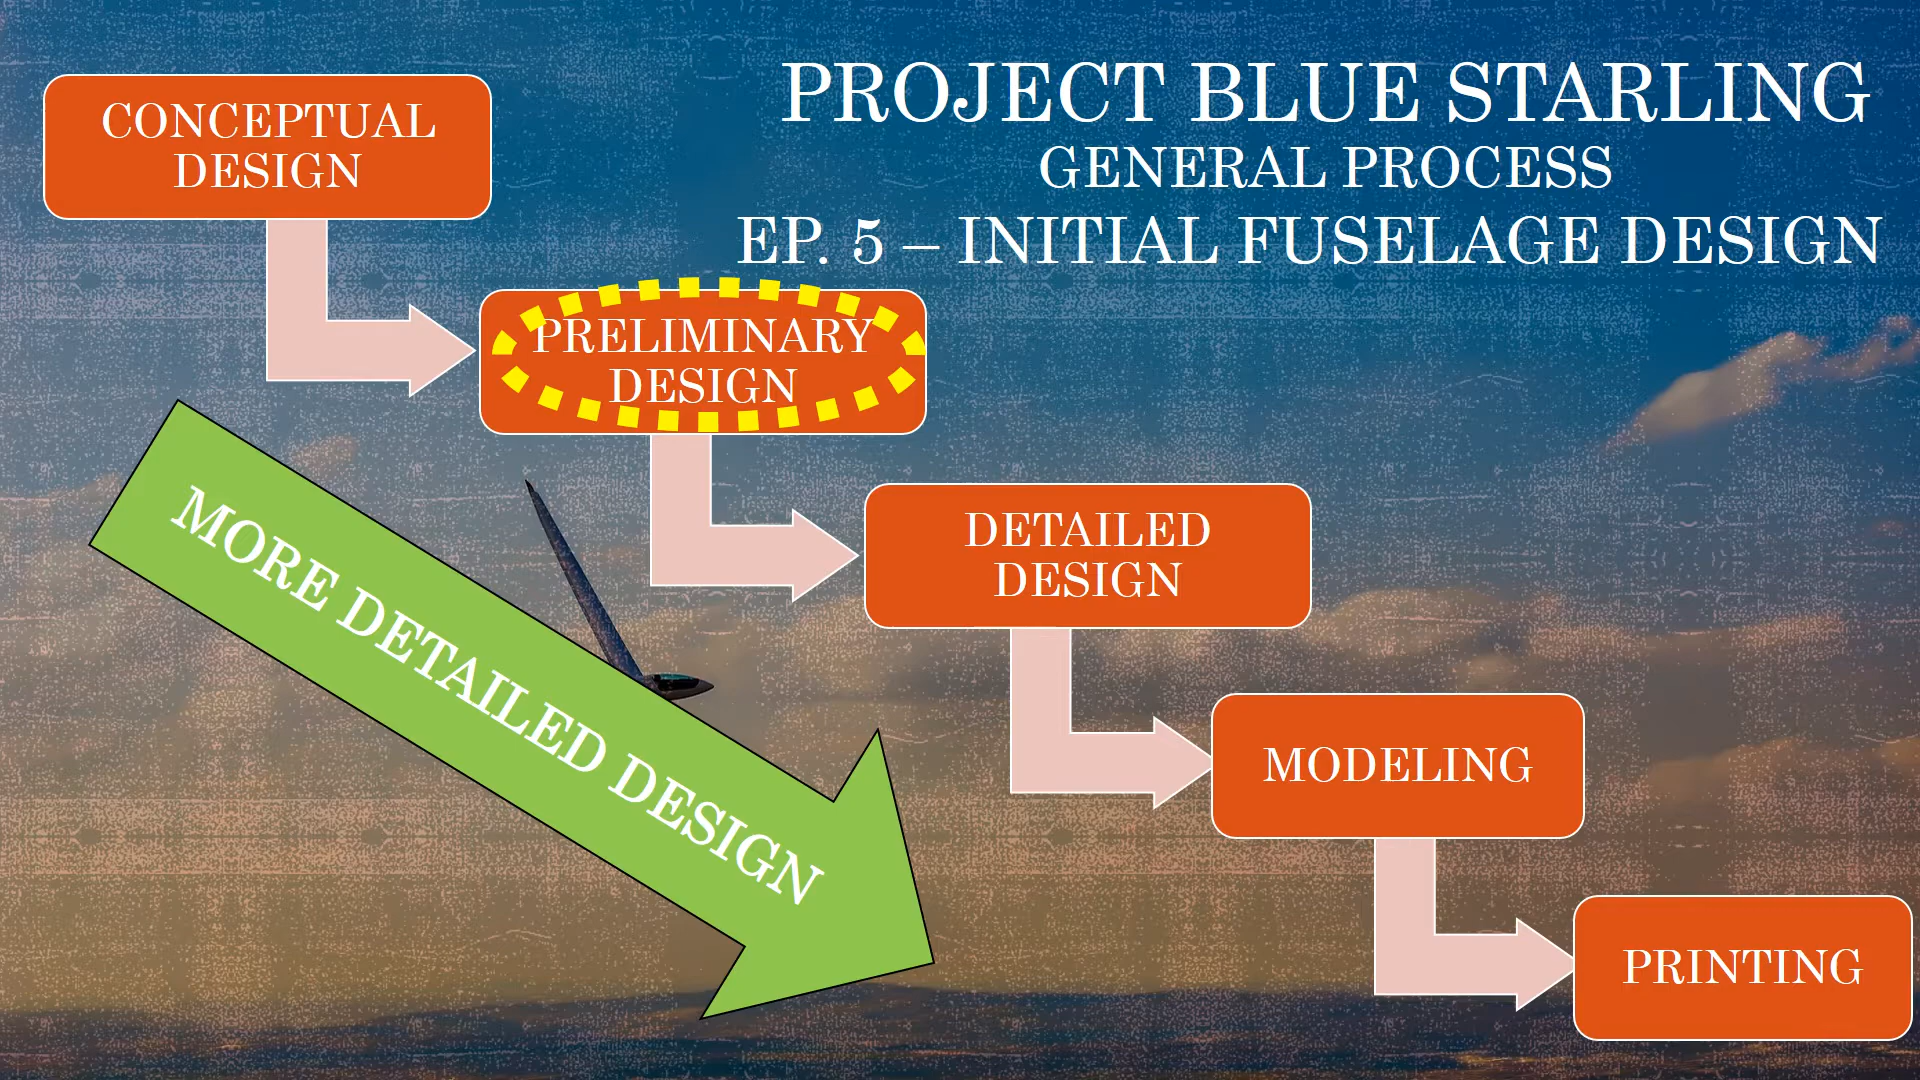 PROJECT BLUE STARLING
GENERAL PROCESS
EP. 5 – INITIAL FUSELAGE DESIGN
CONCEPTUAL
DESIGN
PRELIMINARY
DESIGN
DETAILED
DESIGN
MODELING
PRINTING
MORE DETAILED DESIGN